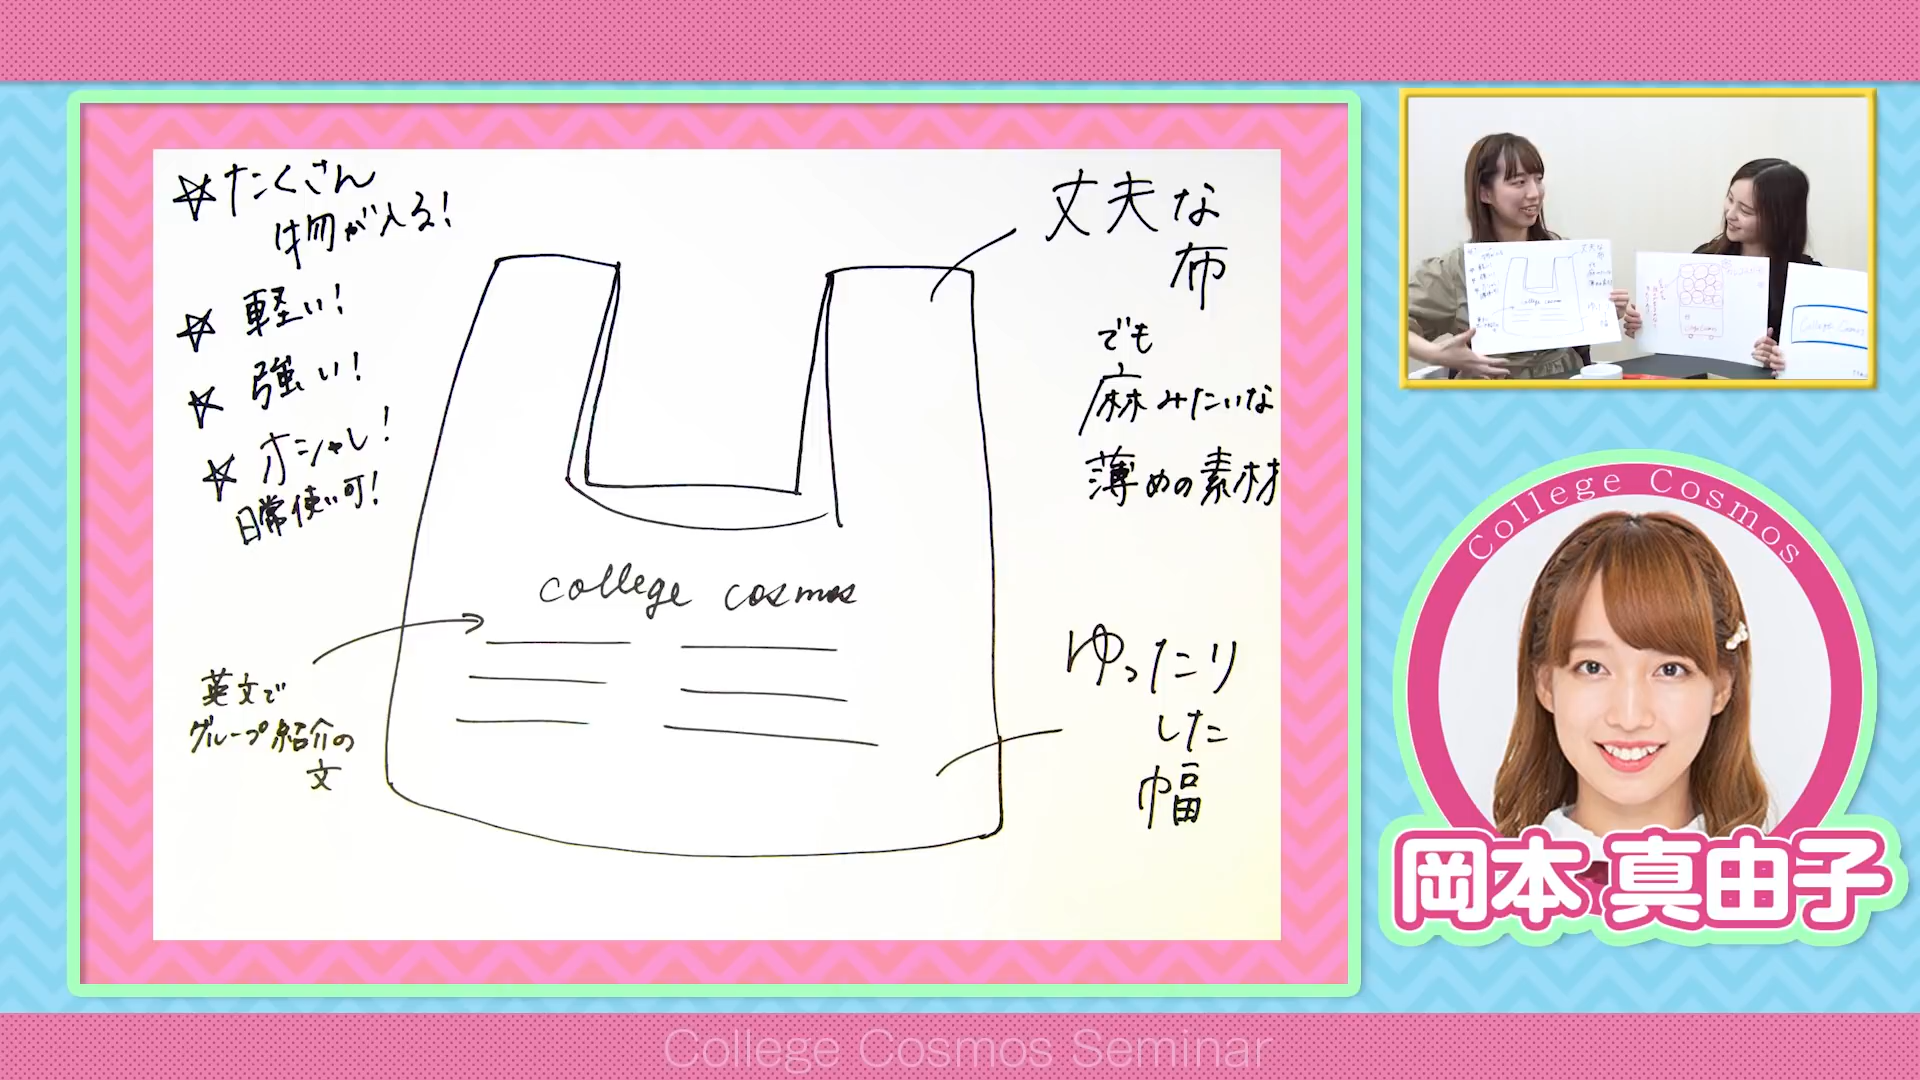 ☆たくさん
物が入る!
☆ 軽い!
☆ 強い!
☆ オシャレ!
日常使い可!
丈夫な
布
でも
麻みたいな
薄めの素材
college cosmos
英文で
グループ紹介の
文
ゆったり
した
幅
College Cosmos
College Cosmos
岡本 真由子
College Cosmos Seminar